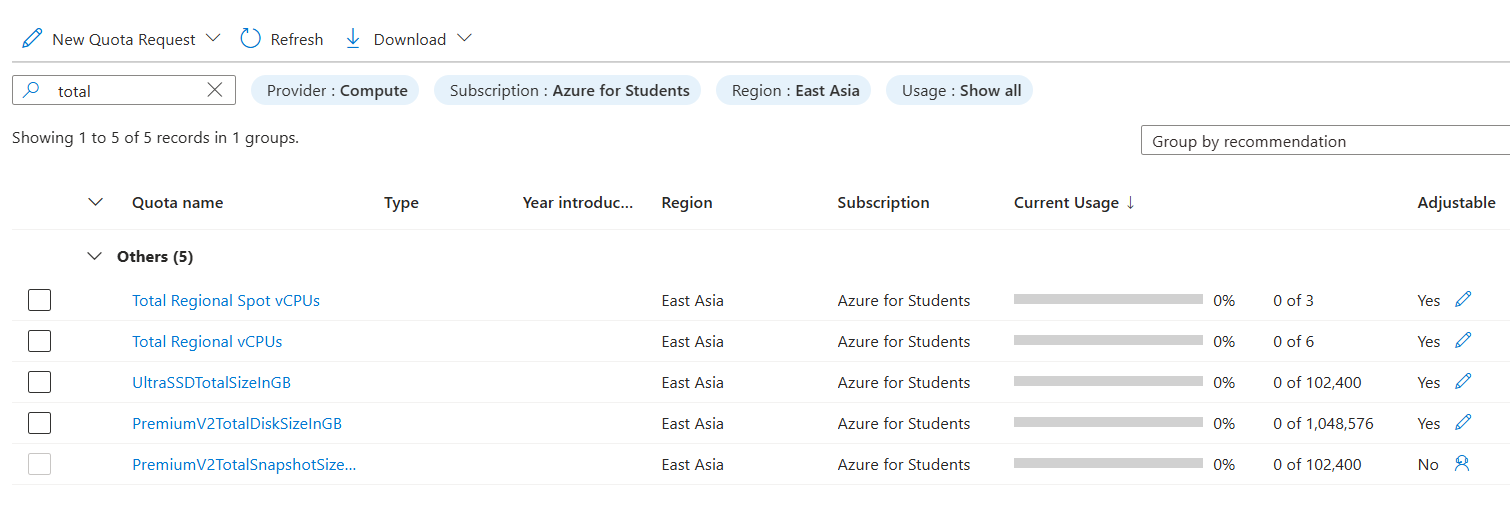 New Quota Request Refresh Download
total Provider : Compute Subscription : Azure for Students Region : East Asia Usage : Show all
Showing 1 to 5 of 5 records in 1 groups.
Group by recommendation
Quota name Type Year introduc... Region Subscription Current Usage ↓ Adjustable
Others (5)
Total Regional Spot vCPUs East Asia Azure for Students 0% 0 of 3 Yes
Total Regional vCPUs East Asia Azure for Students 0% 0 of 6 Yes
UltraSSDTotalSizeInGB East Asia Azure for Students 0% 0 of 102,400 Yes
PremiumV2TotalDiskSizeInGB East Asia Azure for Students 0% 0 of 1,048,576 Yes
PremiumV2TotalSnapshotSize... East Asia Azure for Students 0% 0 of 102,400 No